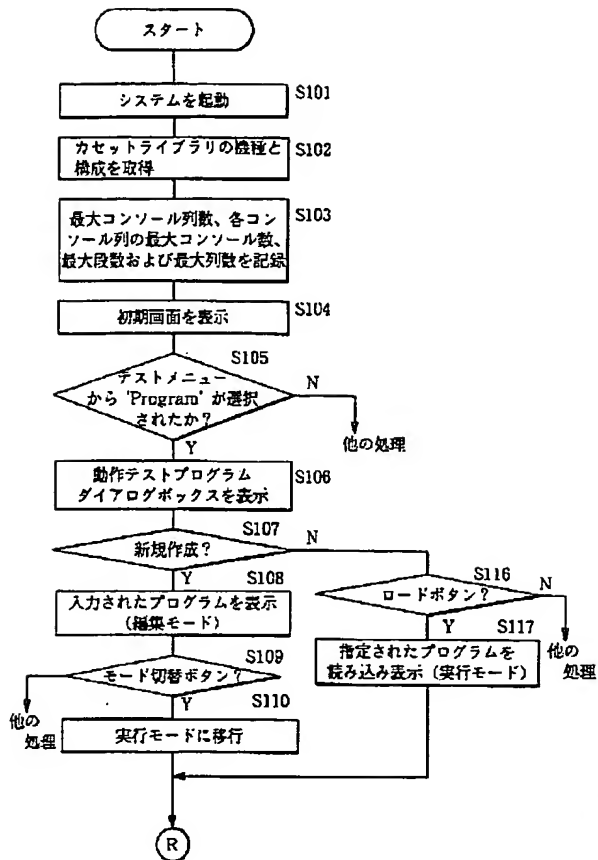 スタート
システムを起動
S101
カセットライブラリの機種と
構成を取得
S102
最大コンソール列数、各コン
ソール列の最大コンソール数、
最大段数および最大列数を記録
S103
初期画面を表示
S104
S105
テストメニュー
から 'Program' が選択
されたか?
N
他の処理
Y
動作テストプログラム
ダイアログボックスを表示
S106
S107
新規作成?
N
Y
S108
入力されたプログラムを表示
(編集モード)
S116
ロードボタン?
N
他の
処理
Y
S117
指定されたプログラムを
読み込み表示(実行モード)
S109
モード切替ボタン?
他の
処理
Y
S110
実行モードに移行
R